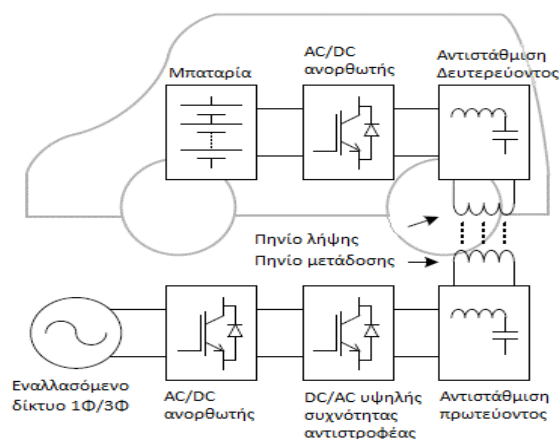 Μπαταρία
AC/DC
ανορθωτής
Αντιστάθμιση
Δευτερεύοντος
Πηνίο λήψης
Πηνίο μετάδοσης
Εναλλασόμενο
δίκτυο 1Φ/3Φ
AC/DC
ανορθωτής
DC/AC υψηλής
συχνότητας
αντιστροφέας
Αντιστάθμιση
πρωτεύοντος